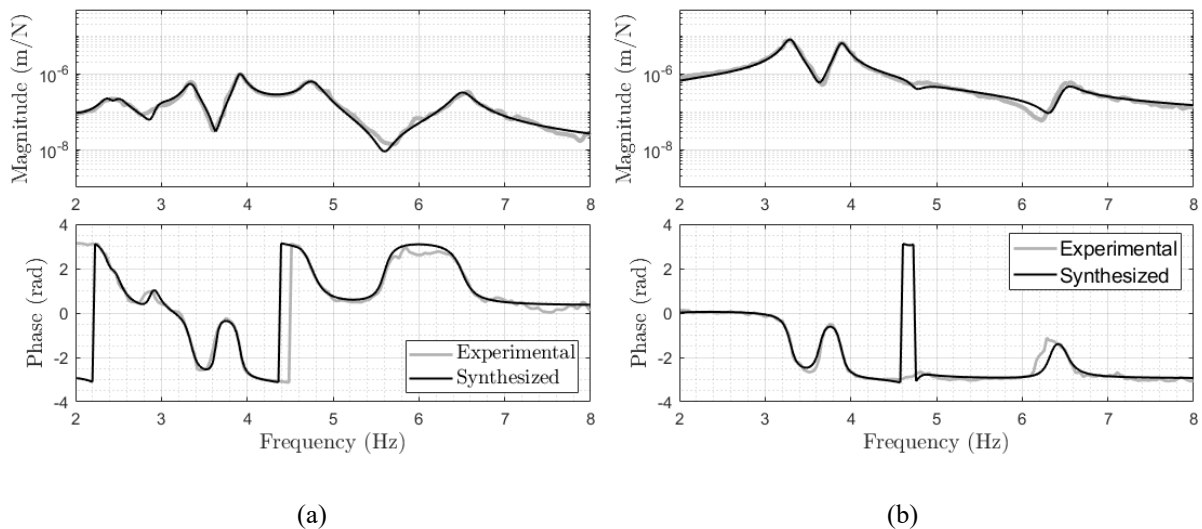 Magnitude (m/N)
10^-6
10^-8
2 3 4 5 6 7 8
Phase (rad)
4
2
0
-2
-4
Experimental
Synthesized
2 3 4 5 6 7 8
Frequency (Hz)
(a)
Magnitude (m/N)
10^-6
10^-8
2 3 4 5 6 7 8
Phase (rad)
4
2
0
-2
-4
Experimental
Synthesized
2 3 4 5 6 7 8
Frequency (Hz)
(b)